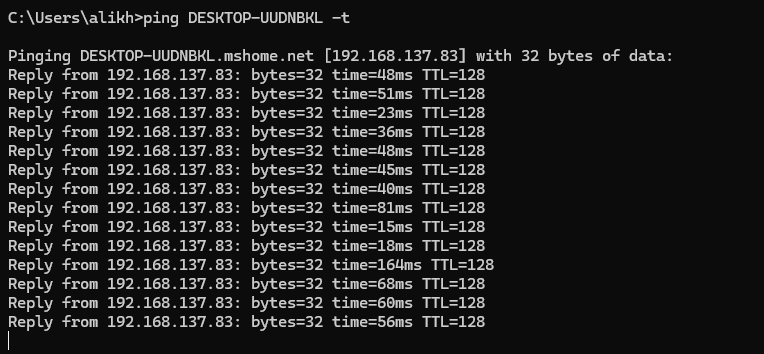 C:\Users\alikh>ping DESKTOP-UUDNBKL -t
Pinging DESKTOP-UUDNBKL.mshome.net [192.168.137.83] with 32 bytes of data:
Reply from 192.168.137.83: bytes=32 time=48ms TTL=128
Reply from 192.168.137.83: bytes=32 time=51ms TTL=128
Reply from 192.168.137.83: bytes=32 time=23ms TTL=128
Reply from 192.168.137.83: bytes=32 time=36ms TTL=128
Reply from 192.168.137.83: bytes=32 time=48ms TTL=128
Reply from 192.168.137.83: bytes=32 time=45ms TTL=128
Reply from 192.168.137.83: bytes=32 time=40ms TTL=128
Reply from 192.168.137.83: bytes=32 time=81ms TTL=128
Reply from 192.168.137.83: bytes=32 time=15ms TTL=128
Reply from 192.168.137.83: bytes=32 time=18ms TTL=128
Reply from 192.168.137.83: bytes=32 time=164ms TTL=128
Reply from 192.168.137.83: bytes=32 time=68ms TTL=128
Reply from 192.168.137.83: bytes=32 time=60ms TTL=128
Reply from 192.168.137.83: bytes=32 time=56ms TTL=128